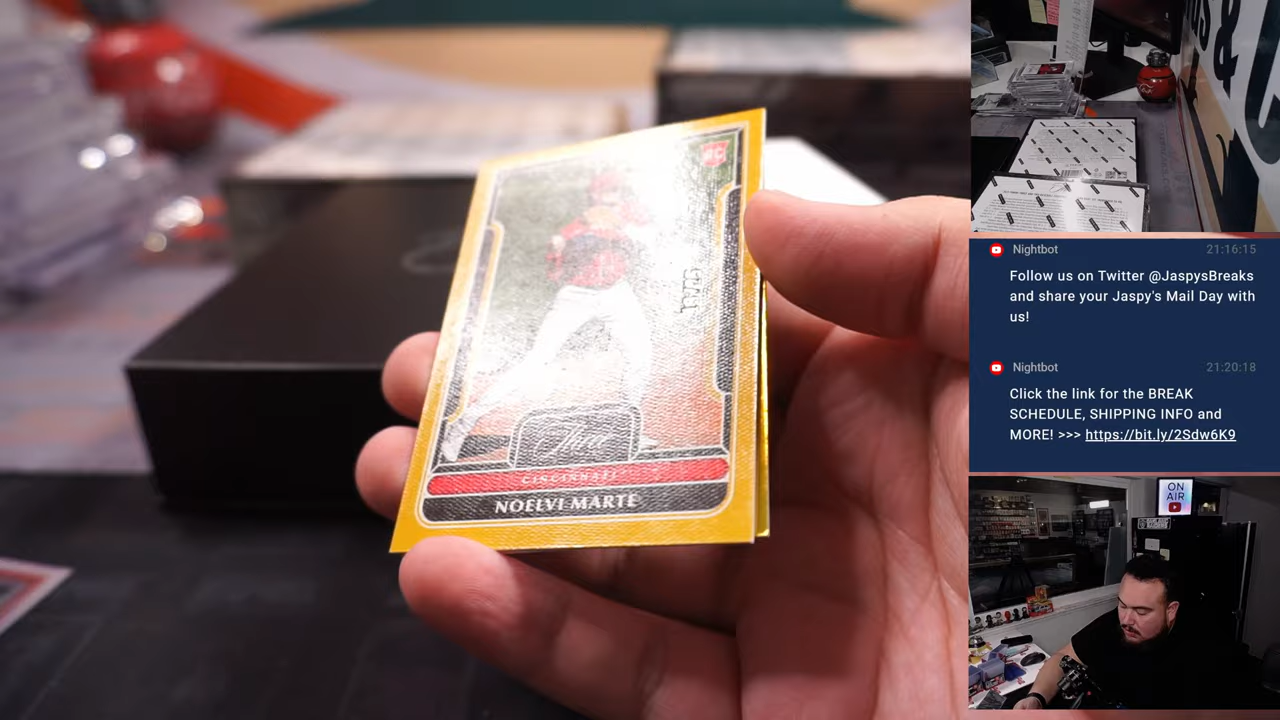 RC
Three
CINCINNATI
NOELVI MARTE
Nightbot 21:16:15
Follow us on Twitter @JaspysBreaks
and share your Jaspy's Mail Day with
us!
Nightbot 21:20:18
Click the link for the BREAK
SCHEDULE, SHIPPING INFO and
MORE! >>> https://bit.ly/2Sdw6K9
ON
AIR